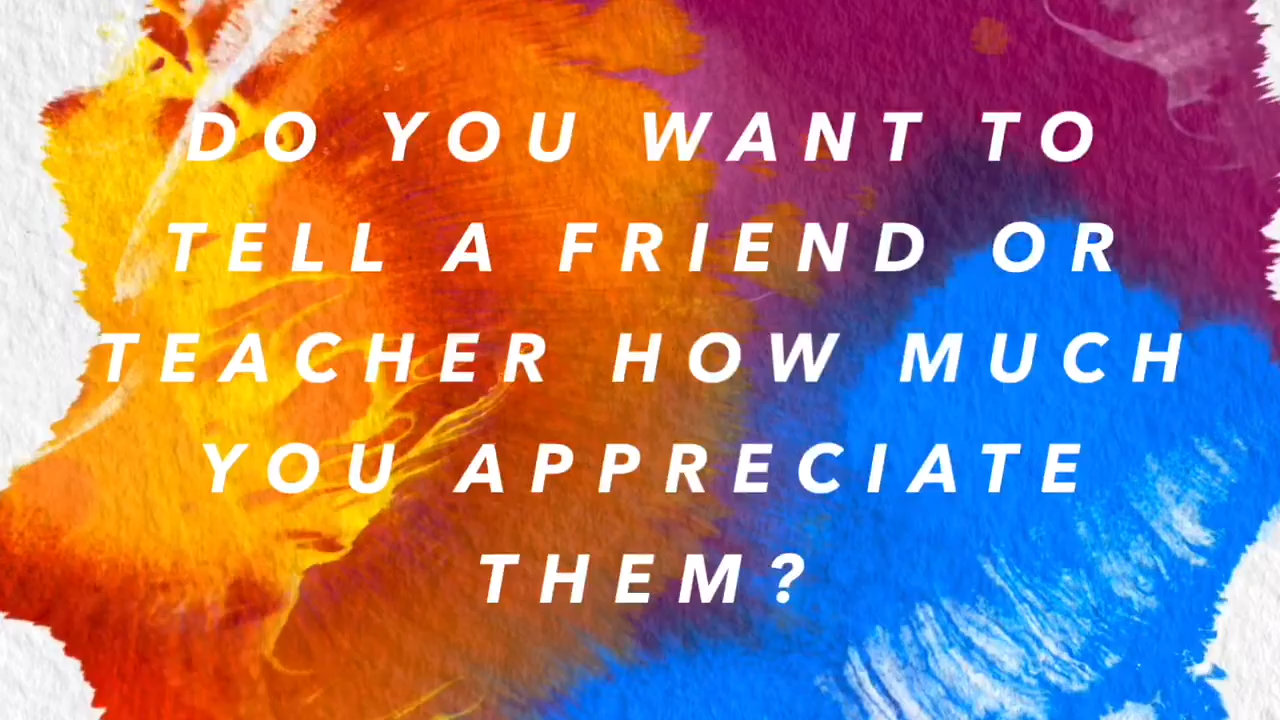 DO YOU WANT TO
TELL A FRIEND OR
TEACHER HOW MUCH
YOU APPRECIATE
THEM?